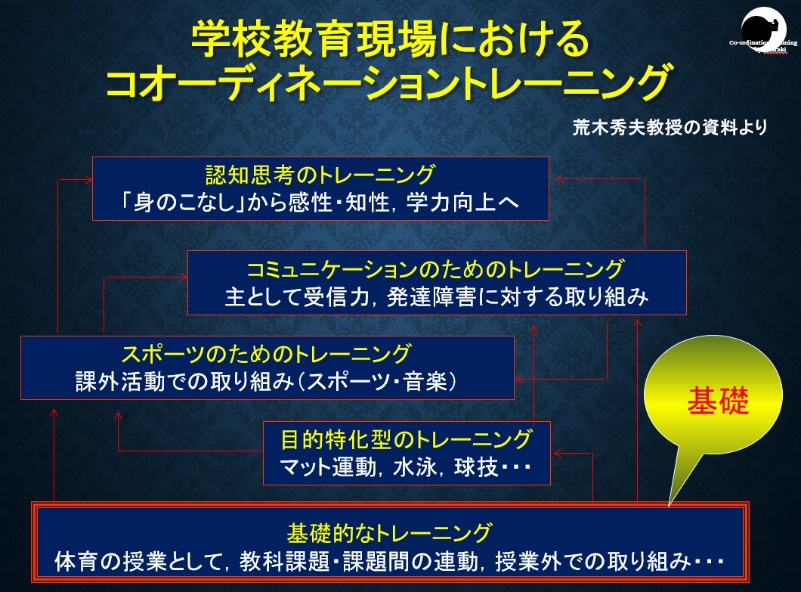 学校教育現場における
コオーディネーショントレーニング
Co-ordination
荒木秀夫教授の資料より
認知思考のトレーニング
「身のこなし」から感性・知性，学力向上へ
コミュニケーションのためのトレーニング
主として受信力，発達障害に対する取り組み
スポーツのためのトレーニング
課外活動での取り組み（スポーツ・音楽）
基礎
目的特化型のトレーニング
マット運動，水泳，球技・・・
基礎的なトレーニング
体育の授業として，教科課題・課題間の連動，授業外での取り組み・・・